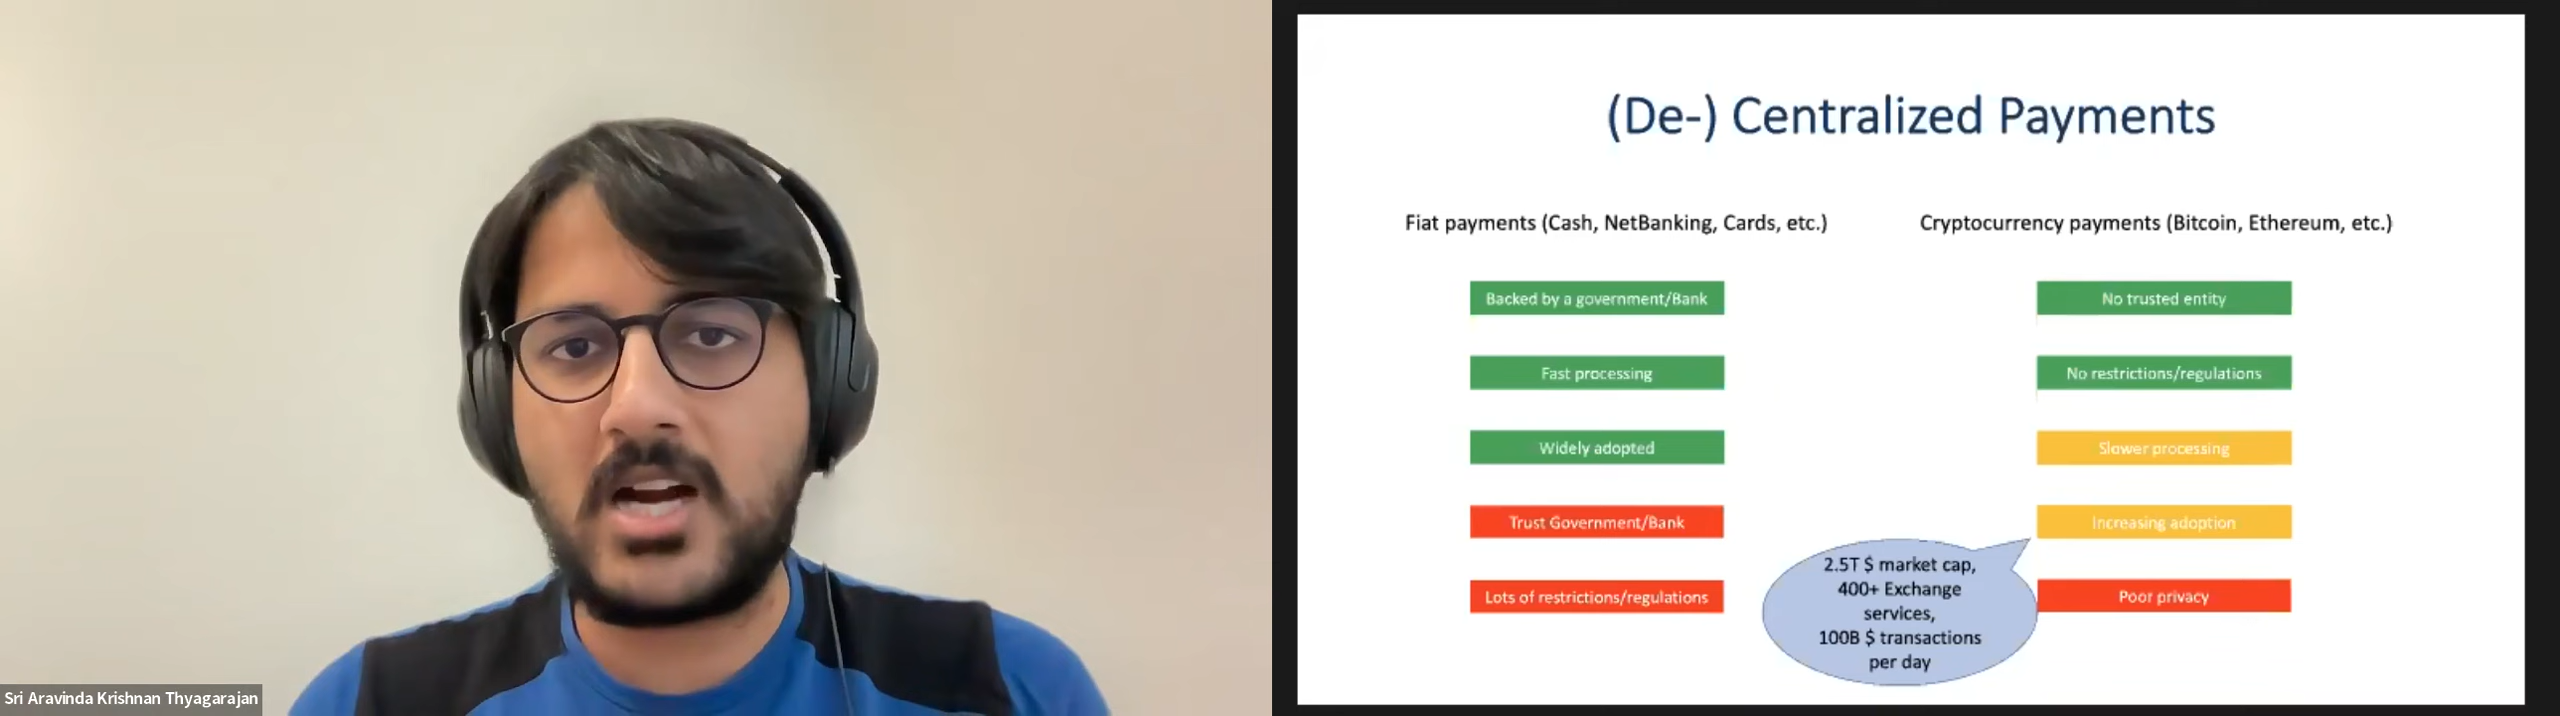 Sri Aravinda Krishnan Thyagarajan
(De-) Centralized Payments
Fiat payments (Cash, NetBanking, Cards, etc.)
Cryptocurrency payments (Bitcoin, Ethereum, etc.)
Backed by a government/Bank
Fast processing
Widely adopted
Trust Government/Bank
Lots of restrictions/regulations
No trusted entity
No restrictions/regulations
Slower processing
Increasing adoption
Poor privacy
2.5T $ market cap,
400+ Exchange
services,
100B $ transactions
per day